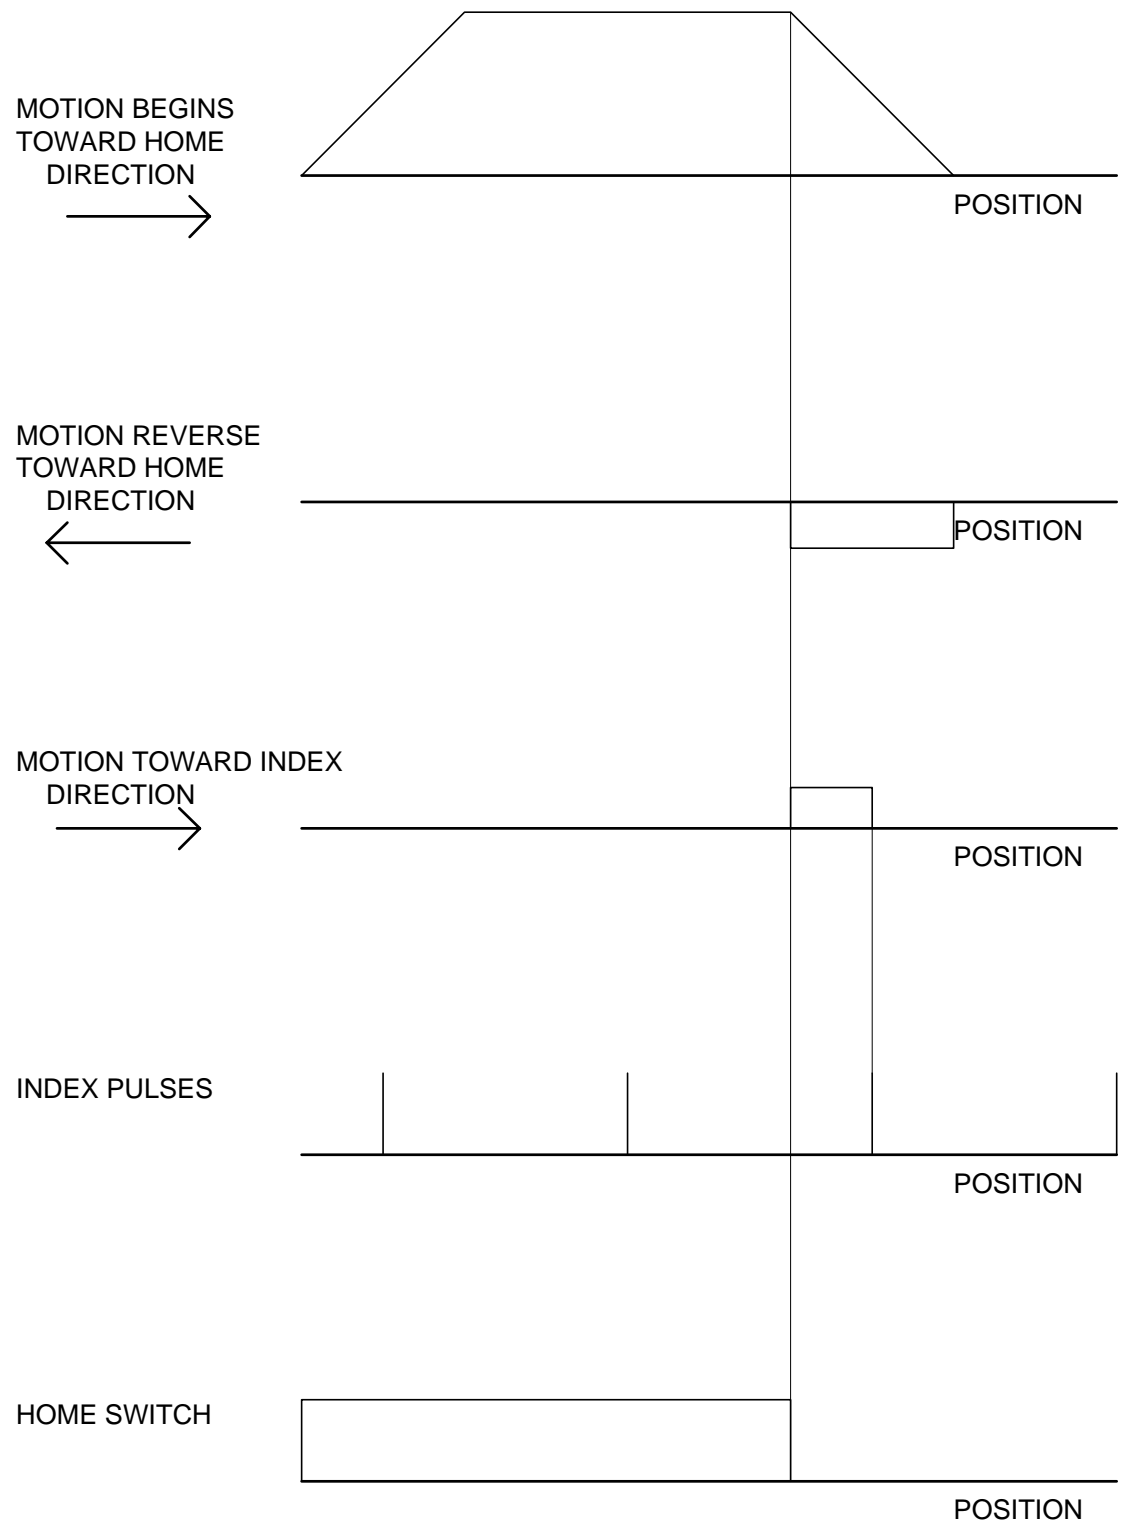 MOTION BEGINS
TOWARD HOME
DIRECTION
POSITION
MOTION REVERSE
TOWARD HOME
DIRECTION
POSITION
MOTION TOWARD INDEX
DIRECTION
POSITION
INDEX PULSES
POSITION
HOME SWITCH
POSITION